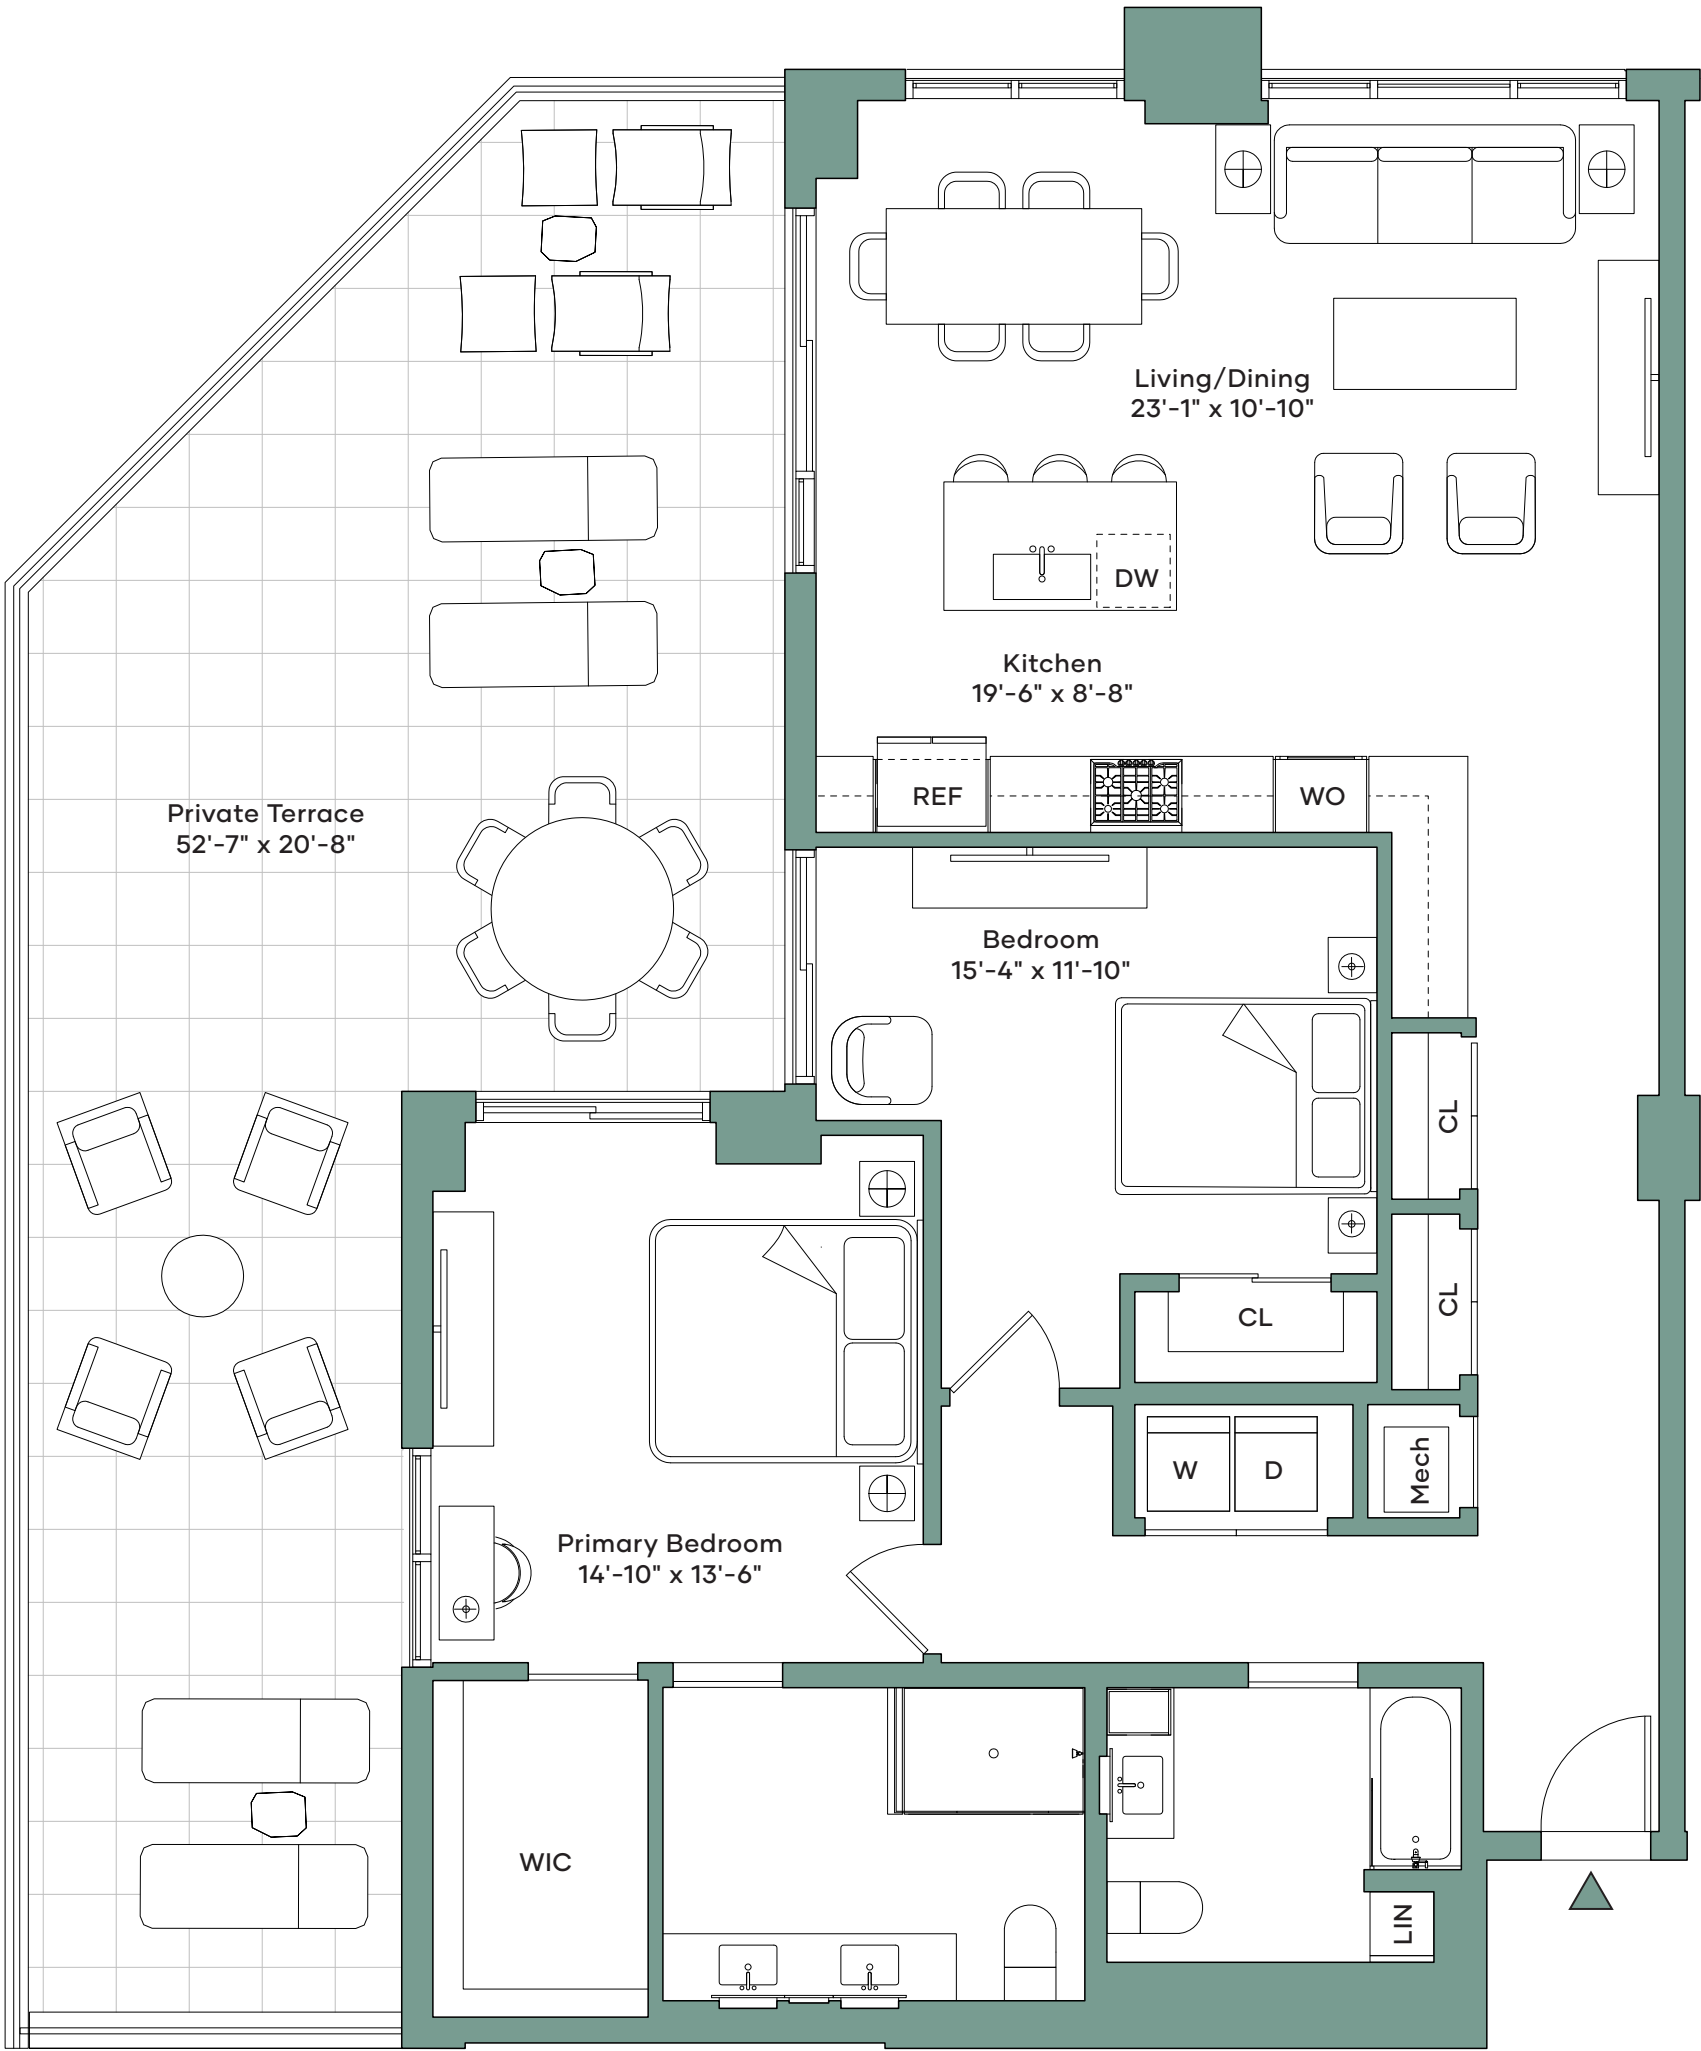 Living/Dining
23'-1" x 10'-10"
DW
Kitchen
19'-6" x 8'-8"
REF
WO
Private Terrace
52'-7" x 20'-8"
Bedroom
15'-4" x 11'-10"
CL
CL
CL
W
D
Mech
Primary Bedroom
14'-10" x 13'-6"
WIC
LIN